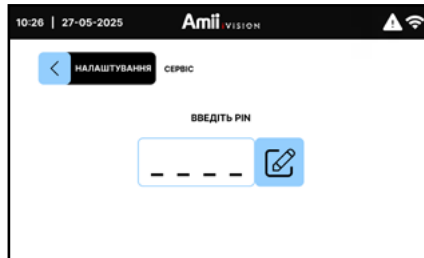 10:26 | 27-05-2025 Amii.VISION
НАЛАШТУВАННЯ СЕРВІС
ВВЕДІТЬ PIN
_ _ _ _